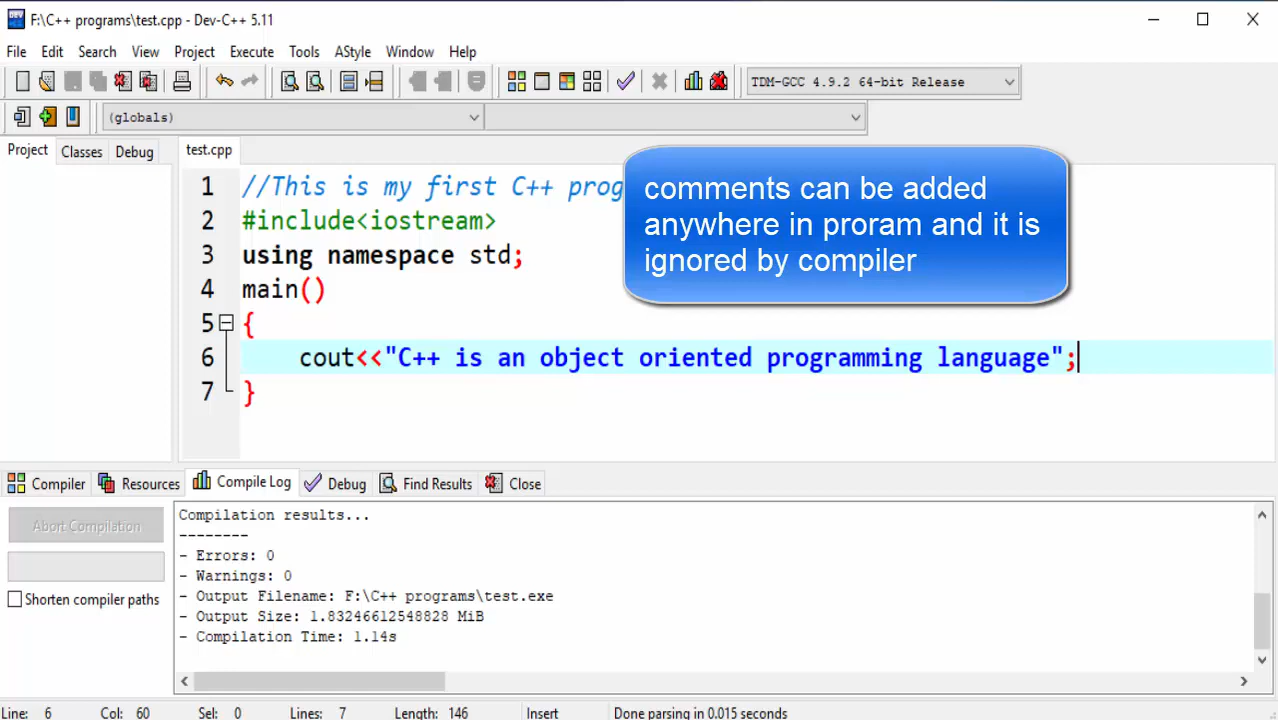 F:\C++ programs\test.cpp - Dev-C++ 5.11
File Edit Search View Project Execute Tools AStyle Window Help
TDM-GCC 4.9.2 64-bit Release
(globals)
Project Classes Debug
test.cpp
1 //This is my first C++ prog
2 #include<iostream>
3 using namespace std;
4 main()
5 {
6 cout<<"C++ is an object oriented programming language";
7 }
comments can be added
anywhere in proram and it is
ignored by compiler
Compiler Resources Compile Log Debug Find Results Close
Abort Compilation
Shorten compiler paths
Compilation results...
--------
- Errors: 0
- Warnings: 0
- Output Filename: F:\C++ programs\test.exe
- Output Size: 1.83246612548828 MiB
- Compilation Time: 1.14s
Line: 6 Col: 60 Sel: 0 Lines: 7 Length: 146 Insert Done parsing in 0.015 seconds